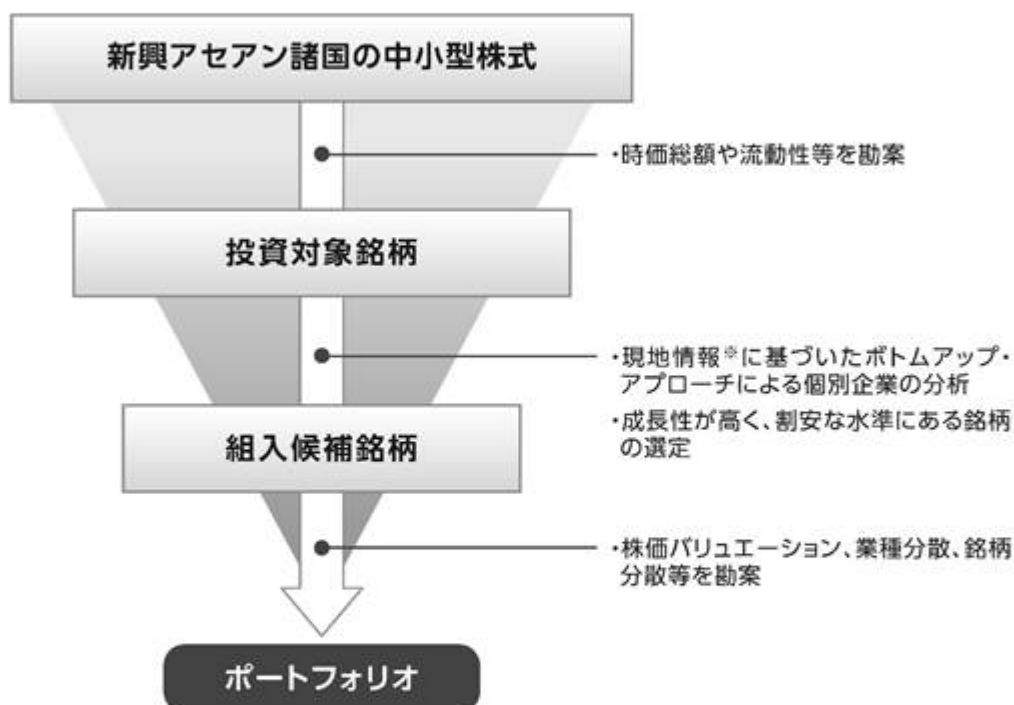 新興アセアン諸国の中小型株式
・時価総額や流動性等を勘案
投資対象銘柄
・現地情報※に基づいたボトムアップ・
アプローチによる個別企業の分析
・成長性が高く、割安な水準にある銘柄
の選定
組入候補銘柄
・株価バリュエーション、業種分散、銘柄
分散等を勘案
ポートフォリオ